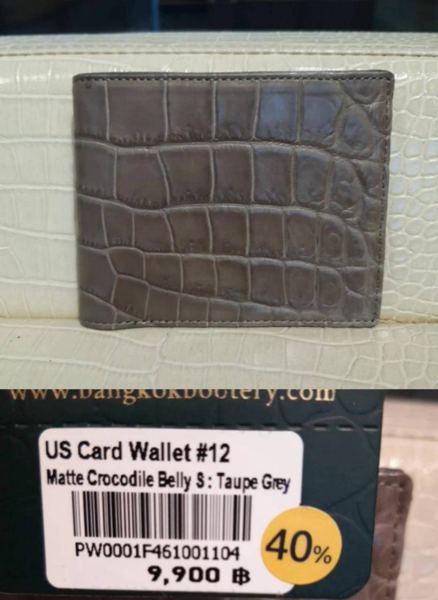 www.bangkokbootery.com
US Card Wallet #12
Matte Crocodile Belly S : Taupe Grey
PW0001F461001104
40%
9,900 ฿